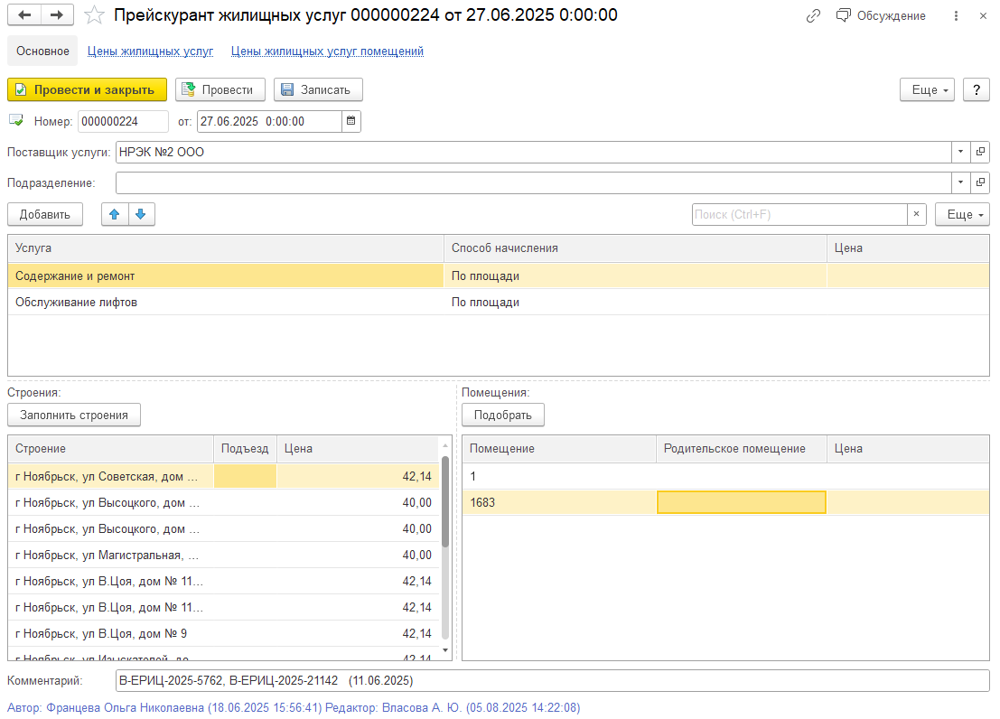 Прейскурант жилищных услуг 000000224 от 27.06.2025 0:00:00 Обсуждение
Основное Цены жилищных услуг Цены жилищных услуг помещений
Провести и закрыть Провести Записать Еще ?
Номер: 000000224 от: 27.06.2025 0:00:00
Поставщик услуги: НРЭК №2 ООО
Подразделение:
Добавить Поиск (Ctrl+F) × Еще
Услуга Способ начисления Цена
Содержание и ремонт По площади
Обслуживание лифтов По площади
Строения: Помещения:
Заполнить строения Подобрать
Строение Подъезд Цена Помещение Родительское помещение Цена
г Ноябрьск, ул Советская, дом ... 42,14 1
г Ноябрьск, ул Высоцкого, дом ... 40,00 1683
г Ноябрьск, ул Высоцкого, дом ... 40,00
г Ноябрьск, ул Магистральная, ... 40,00
г Ноябрьск, ул В.Цоя, дом № 11... 42,14
г Ноябрьск, ул В.Цоя, дом № 11... 42,14
г Ноябрьск, ул В.Цоя, дом № 9 42,14
г Ноябрьск, ул Изыскателей, до... 42,14
Комментарий: В-ЕРИЦ-2025-5762, В-ЕРИЦ-2025-21142 (11.06.2025)
Автор: Францева Ольга Николаевна (18.06.2025 15:56:41) Редактор: Власова А. Ю. (05.08.2025 14:22:08)